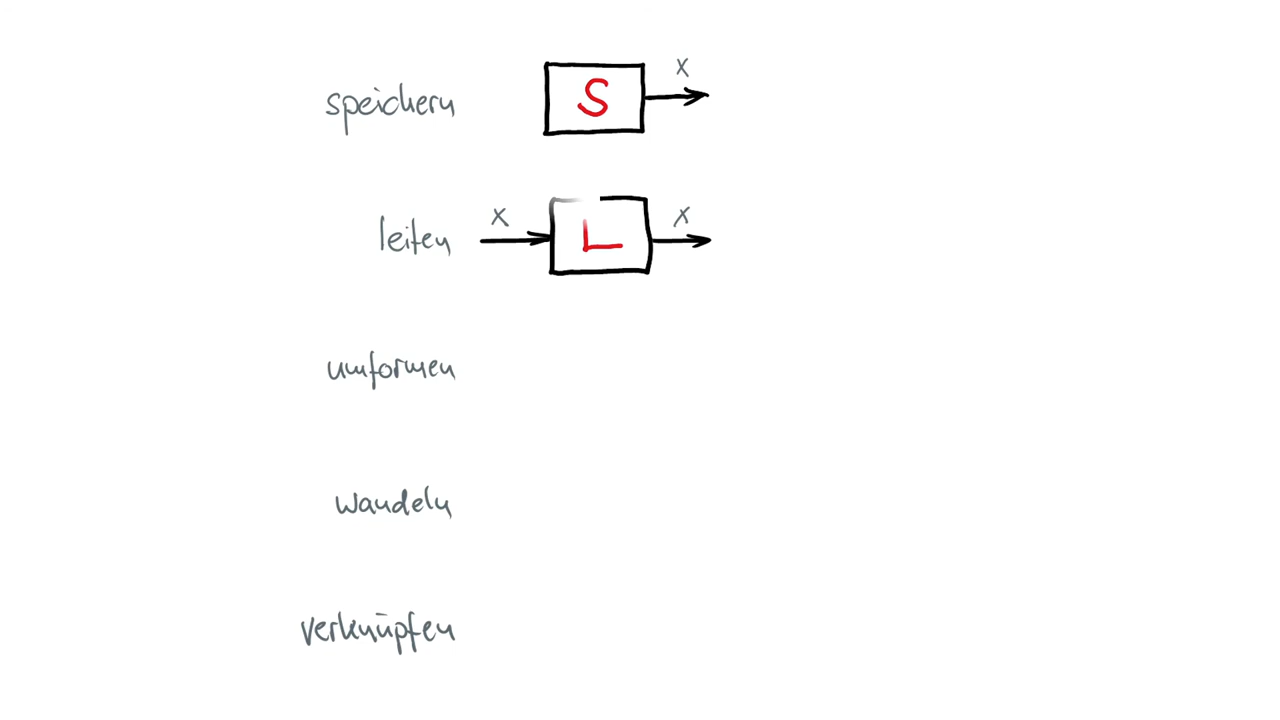 speichern S x
leiten x L x
umformen
wandeln
verknüpfen